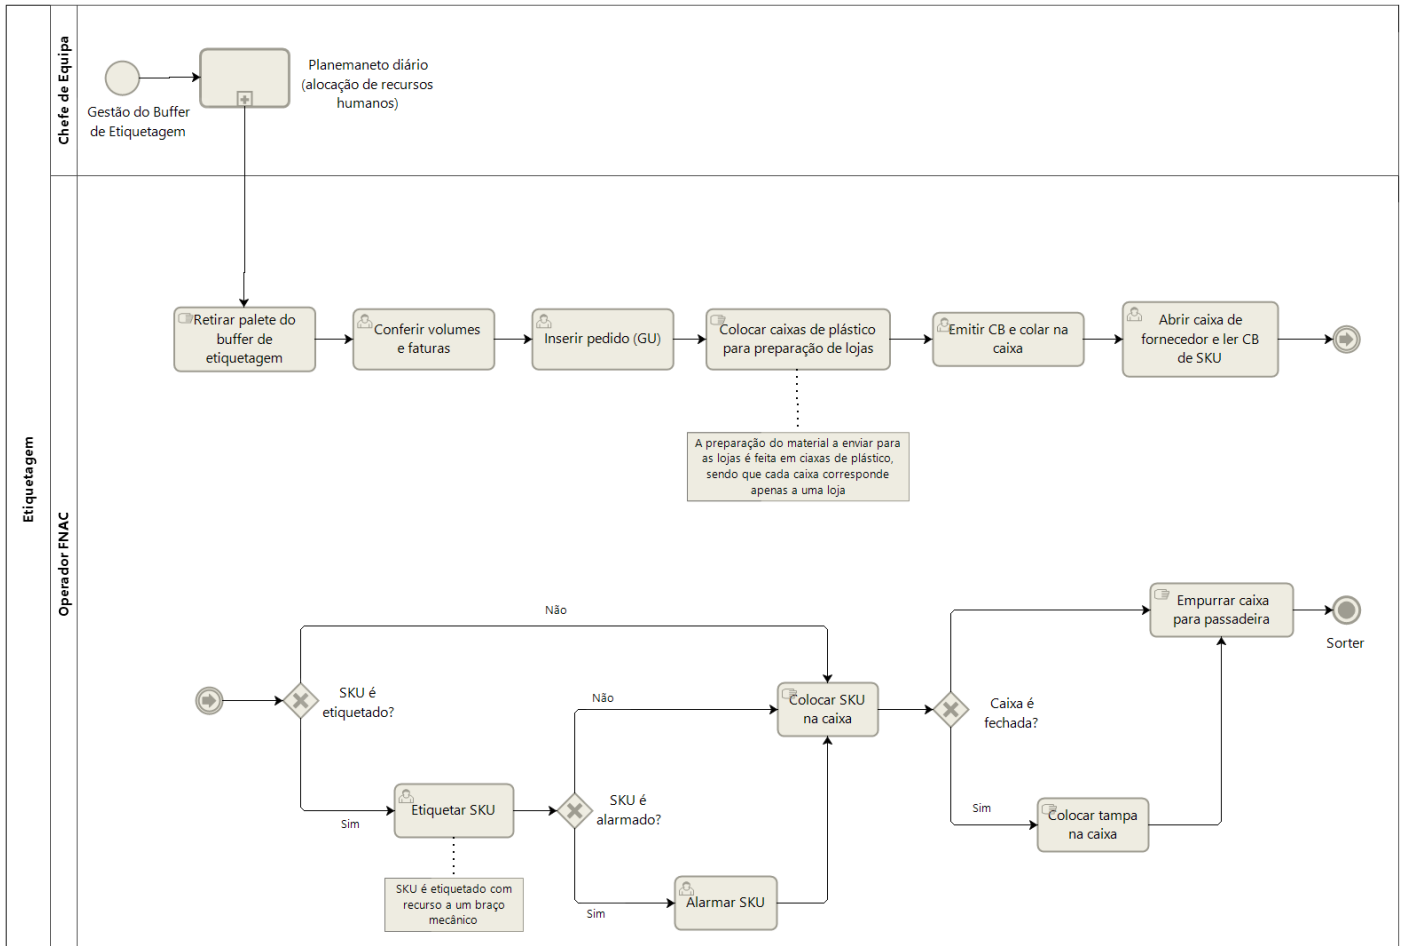 Etiquetagem
Chefe de Equipa
Operador FNAC
Gestão do Buffer
de Etiquetagem
Planemaneto diário
(alocação de recursos
humanos)
Retirar palete do
buffer de
etiquetagem
Conferir volumes
e faturas
Inserir pedido (GU)
Colocar caixas de plástico
para preparação de lojas
Emitir CB e colar na
caixa
Abrir caixa de
fornecedor e ler CB
de SKU
A preparação do material a enviar para
as lojas é feita em ciaxas de plástico,
sendo que cada caixa corresponde
apenas a uma loja
SKU é
etiquetado?
Não
Sim
Etiquetar SKU
SKU é etiquetado com
recurso a um braço
mecânico
SKU é
alarmado?
Não
Sim
Alarmar SKU
Colocar SKU
na caixa
Caixa é
fechada?
Sim
Colocar tampa
na caixa
Empurrar caixa
para passadeira
Sorter